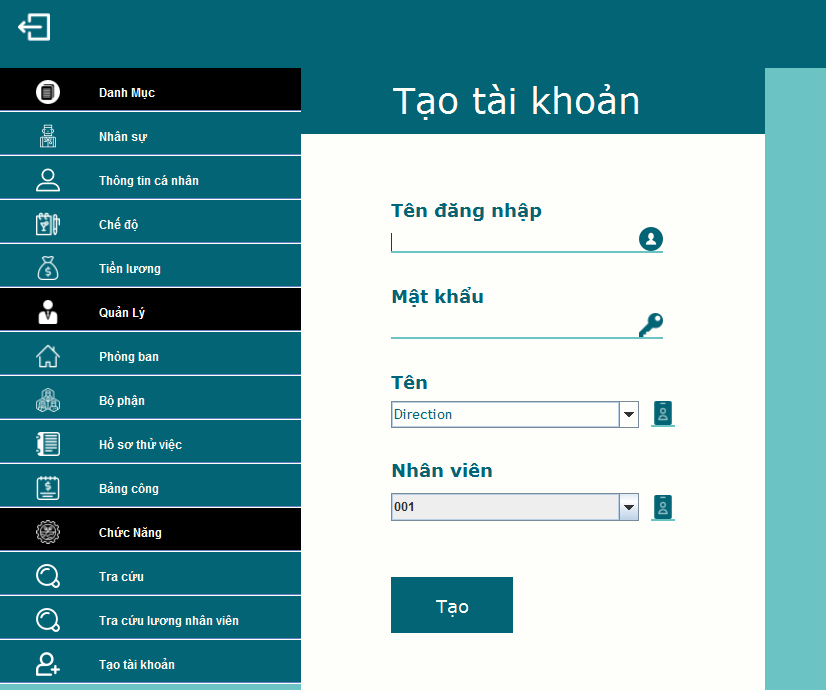 Danh Mục
Nhân sự
Thông tin cá nhân
Chế độ
Tiền lương
Quản Lý
Phòng ban
Bộ phận
Hồ sơ thử việc
Bảng công
Chức Năng
Tra cứu
Tra cứu lương nhân viên
Tạo tài khoản
Tạo tài khoản
Tên đăng nhập
Mật khẩu
Tên
Direction
Nhân viên
001
Tạo